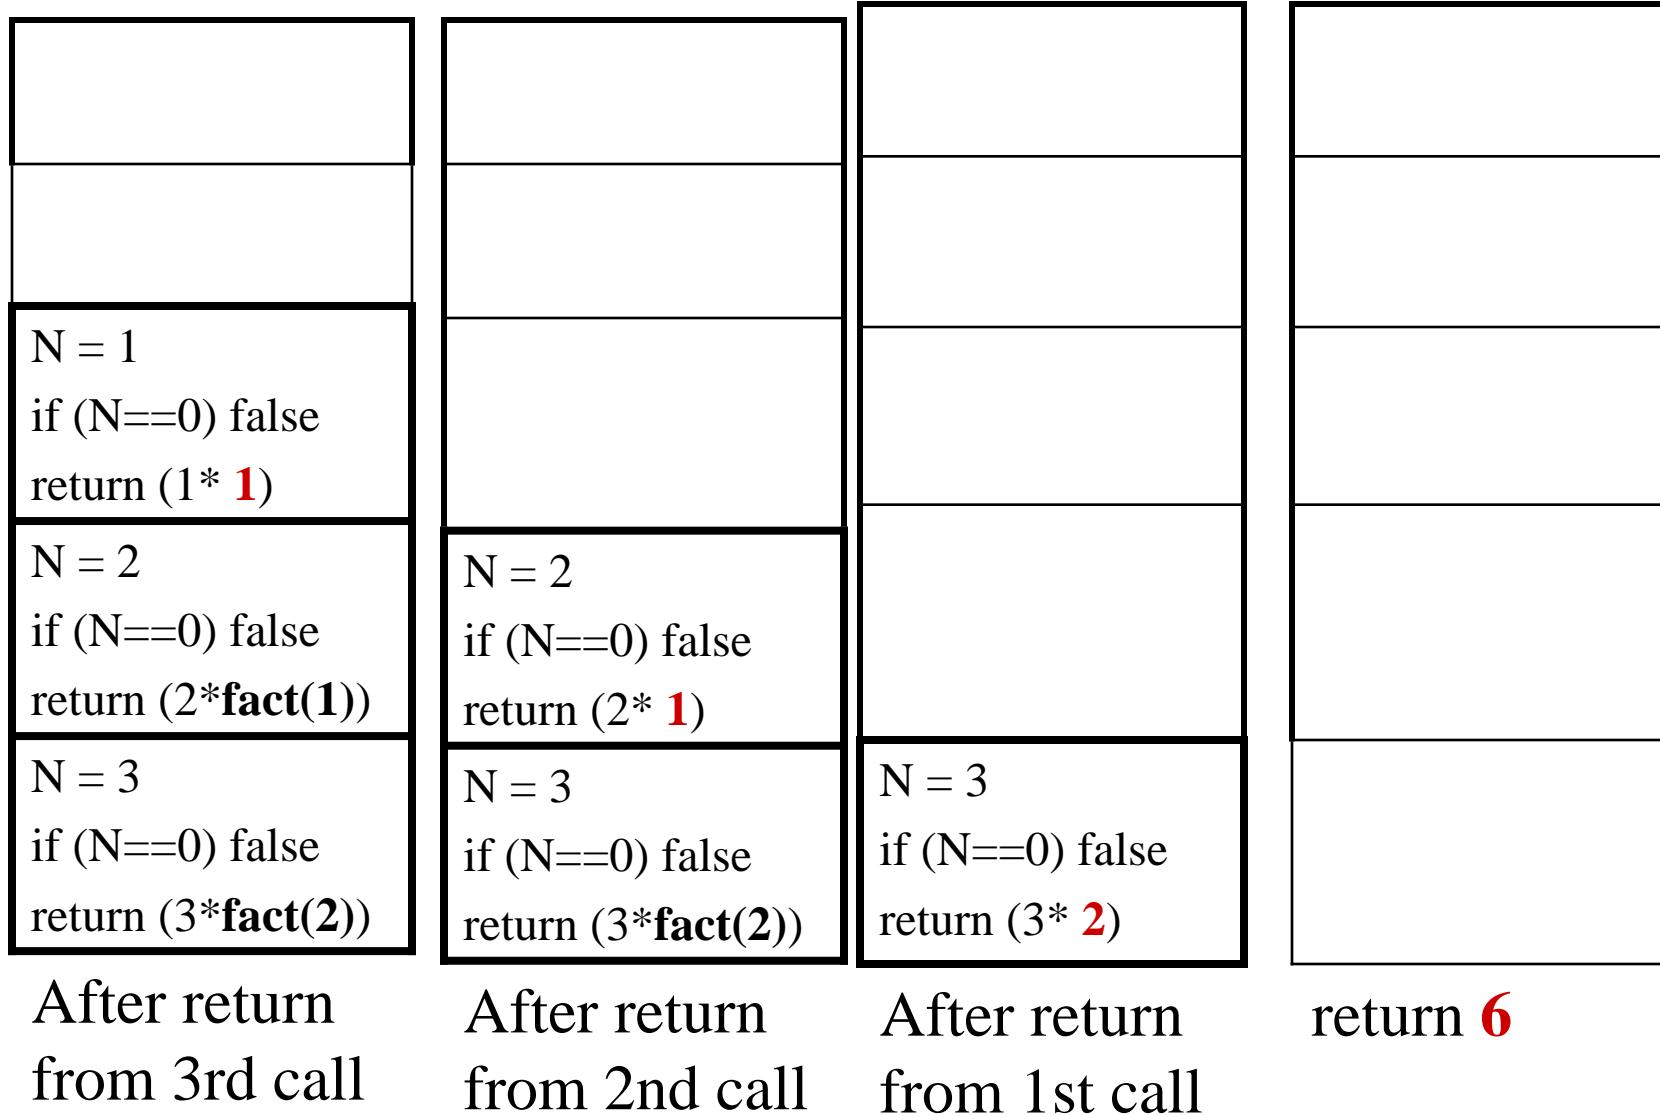 N = 1
if (N==0) false
return (1* 1)
N = 2
if (N==0) false
return (2*fact(1))
N = 3
if (N==0) false
return (3*fact(2))
After return
from 3rd call
N = 2
if (N==0) false
return (2* 1)
N = 3
if (N==0) false
return (3*fact(2))
After return
from 2nd call
N = 3
if (N==0) false
return (3* 2)
After return
from 1st call
return 6